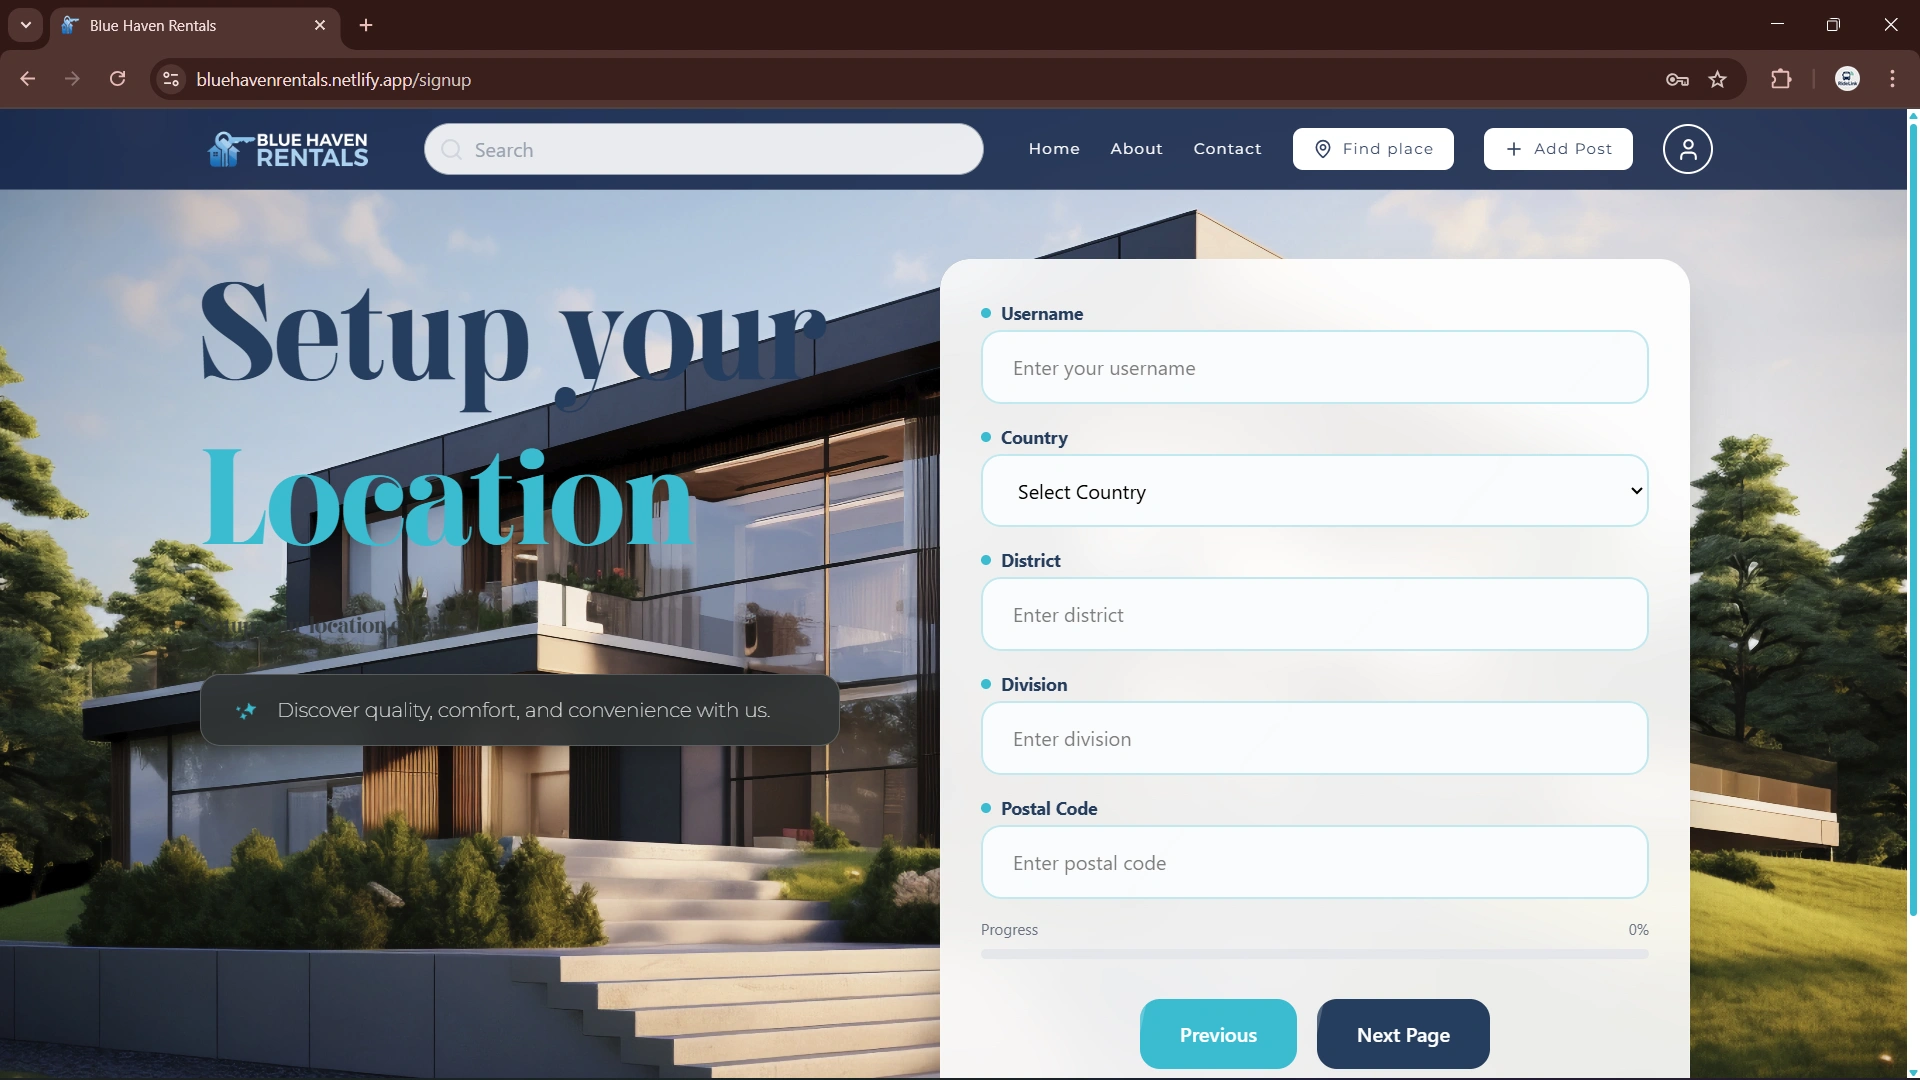 Blue Haven Rentals
bluehavenrentals.netlify.app/signup
BLUE HAVEN
RENTALS
Search
Home
About
Contact
Find place
Add Post
Setup your
Location
location
Discover quality, comfort, and convenience with us.
Username
Enter your username
Country
Select Country
District
Enter district
Division
Enter division
Postal Code
Enter postal code
Progress
0%
Previous
Next Page